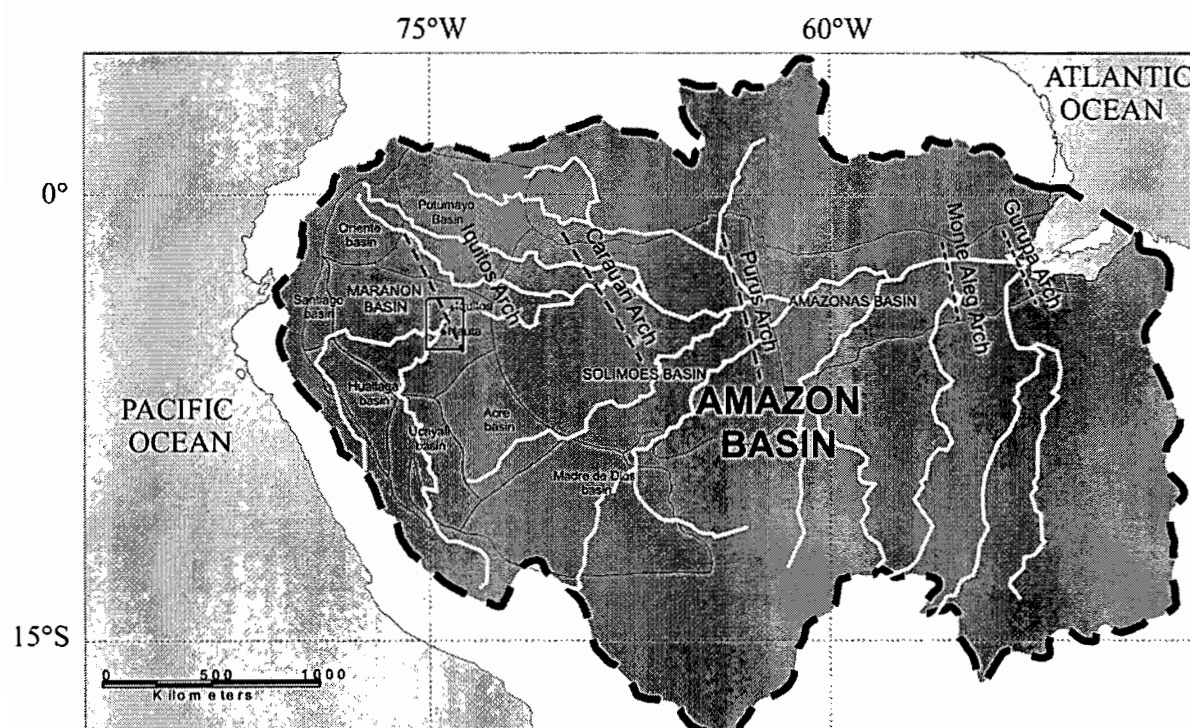 75°W
60°W
ATLANTIC
OCEAN
0°
Putumayo
Basin
Oriente
basin
Iquitos Arch
Carauari Arch
Purus Arch
Monte Aleg Arch
Gurupa Arch
Santiago
basin
MARAÑON
BASIN
Iquitos
Nauta
AMAZONAS BASIN
SOLIMOES BASIN
Huallaga
basin
PACIFIC
OCEAN
AMAZON
BASIN
Acre
basin
Ucayali
basin
Madre de Dios
basin
15°S
0 500 1000
Kilometers